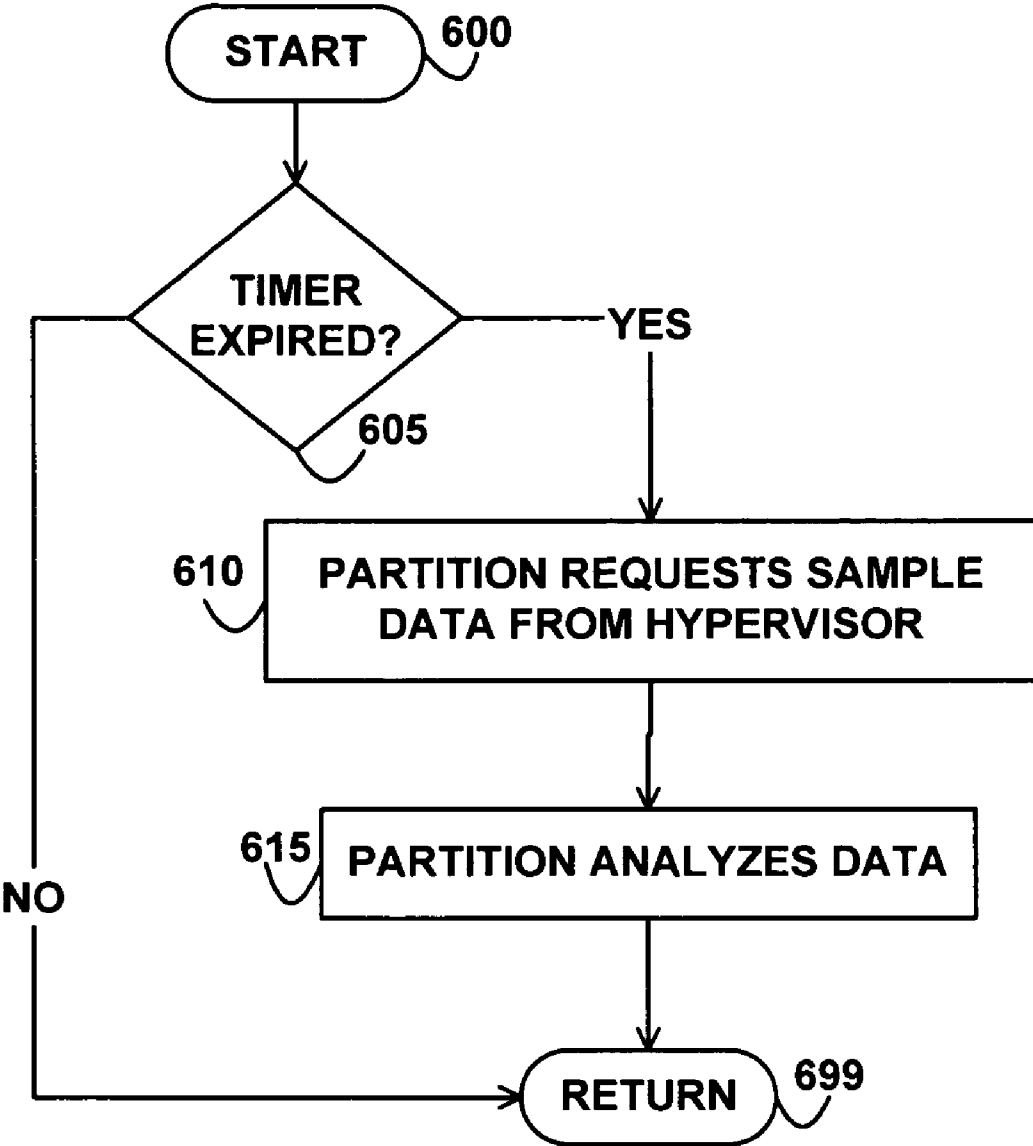 START
600
TIMER
EXPIRED?
605
YES
610
PARTITION REQUESTS SAMPLE
DATA FROM HYPERVISOR
615
PARTITION ANALYZES DATA
NO
RETURN
699